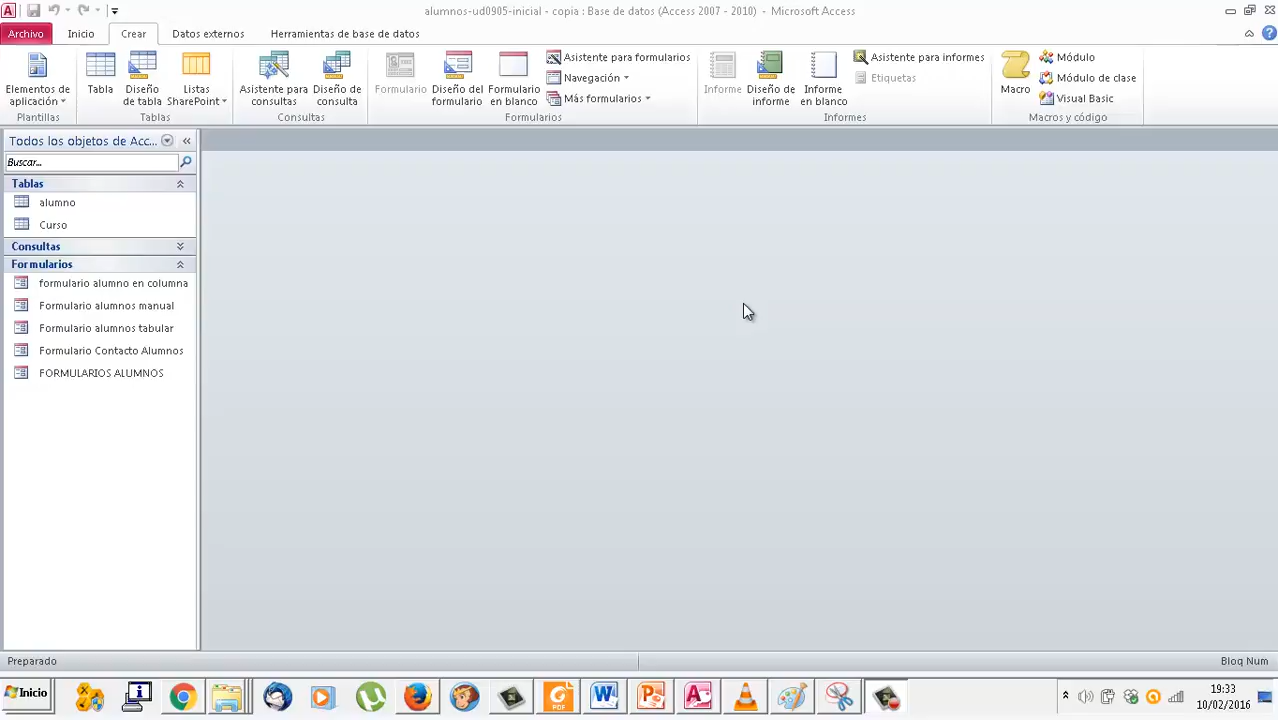 alumnos-ud0905-inicial - copia : Base de datos (Access 2007 - 2010) - Microsoft Access
Archivo Inicio Crear Datos externos Herramientas de base de datos
Elementos de aplicación
Plantillas
Tabla
Diseño de tabla
Listas SharePoint
Tablas
Asistente para consultas
Diseño de consulta
Consultas
Formulario
Diseño del formulario
Formulario en blanco
Asistente para formularios
Navegación
Más formularios
Formularios
Informe
Diseño de informe
Informe en blanco
Asistente para informes
Etiquetas
Informes
Macro
Módulo
Módulo de clase
Visual Basic
Macros y código
Todos los objetos de Acc...
Buscar...
Tablas
alumno
Curso
Consultas
Formularios
formulario alumno en columna
Formulario alumnos manual
Formulario alumnos tabular
Formulario Contacto Alumnos
FORMULARIOS ALUMNOS
Preparado
Bloq Num
Inicio
PDF
19:33
10/02/2016